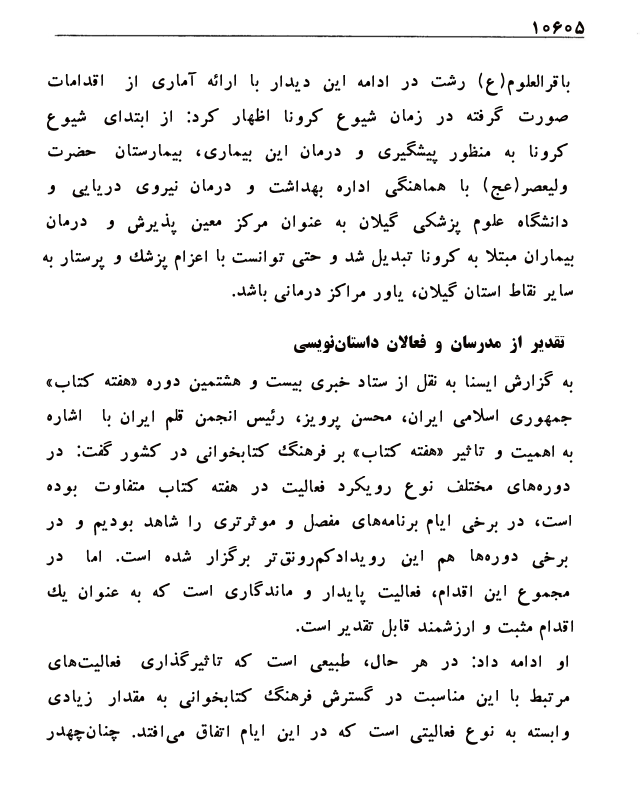 ۱۰۶۰۵
باقرالعلوم(ع) رشت در ادامه این دیدار با ارائه آماری از اقدامات
صورت گرفته در زمان شیوع کرونا اظهار کرد: از ابتدای شیوع
کرونا به منظور پیشگیری و درمان این بیماری، بیمارستان حضرت
ولیعصر(عج) با هماهنگی اداره بهداشت و درمان نیروی دریایی و
دانشگاه علوم پزشکی گیلان به عنوان مرکز معین پذیرش و درمان
بیماران مبتلا به کرونا تبدیل شد و حتی توانست با اعزام پزشك و پرستار به
سایر نقاط استان گیلان، یاور مراکز درمانی باشد.
تقدیر از مدرسان و فعالان داستان‌نویسی
به گزارش ایسنا به نقل از ستاد خبری بیست و هشتمین دوره «هفته کتاب»
جمهوری اسلامی ایران، محسن پرویز، رئیس انجمن قلم ایران با اشاره
به اهمیت و تاثیر «هفته کتاب» بر فرهنگ کتابخوانی در کشور گفت: در
دوره‌های مختلف نوع رویکرد فعالیت در هفته کتاب متفاوت بوده
است، در برخی ایام برنامه‌های مفصل و موثرتری را شاهد بودیم و در
برخی دوره‌ها هم این رویدادکم‌رونق‌تر برگزار شده است. اما در
مجموع این اقدام، فعالیت پایدار و ماندگاری است که به عنوان یك
اقدام مثبت و ارزشمند قابل تقدیر است.
او ادامه داد: در هر حال، طبیعی است که تاثیرگذاری فعالیت‌های
مرتبط با این مناسبت در گسترش فرهنگ کتابخوانی به مقدار زیادی
وابسته به نوع فعالیتی است که در این ایام اتفاق می‌افتد. چنان‌چهدر